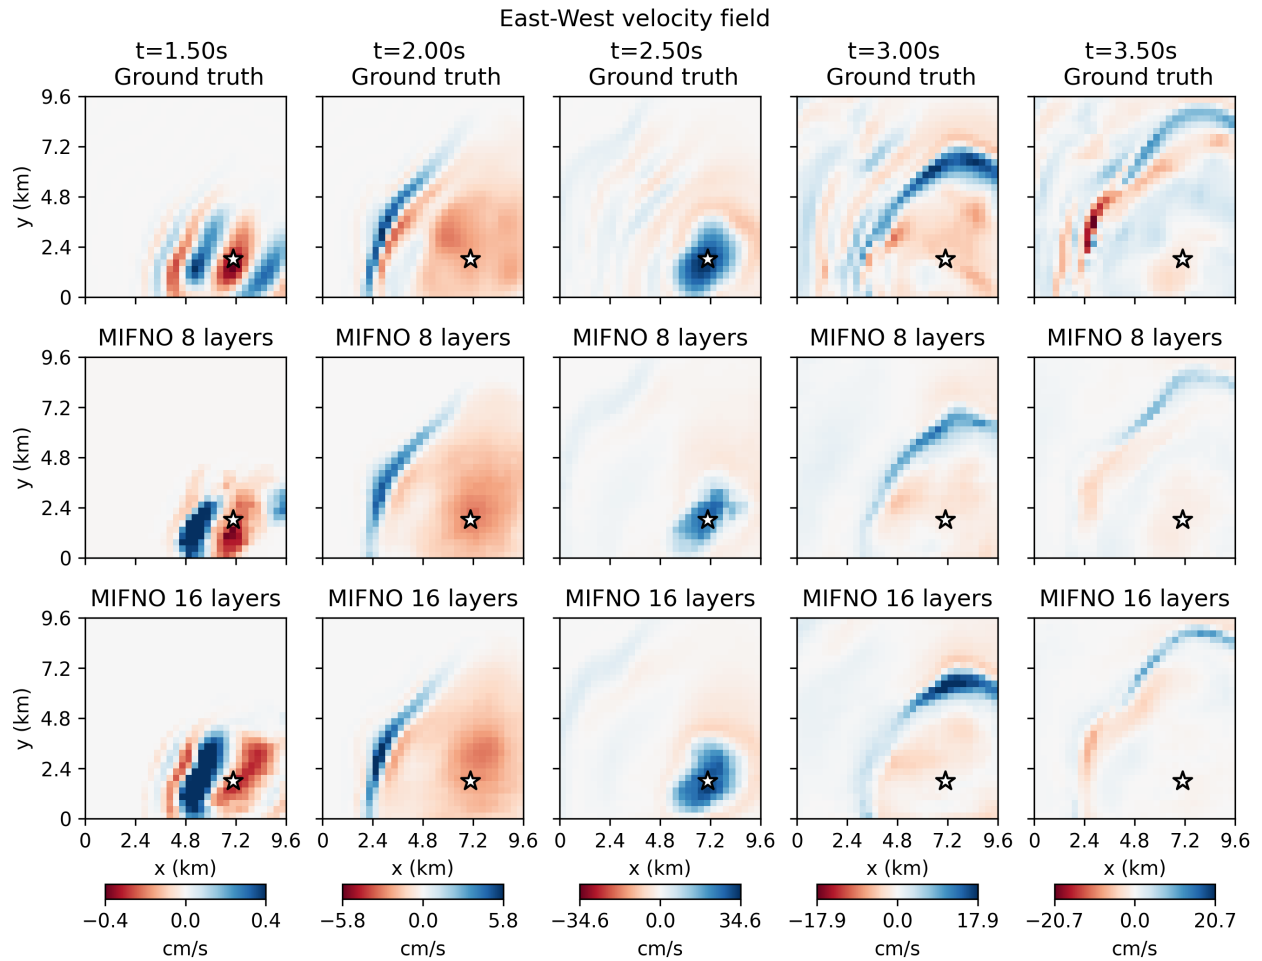 East-West velocity field
t=1.50s t=2.00s t=2.50s t=3.00s t=3.50s
Ground truth Ground truth Ground truth Ground truth Ground truth
9.6
7.2
y (km)
4.8
2.4
0
MIFNO 8 layers MIFNO 8 layers MIFNO 8 layers MIFNO 8 layers MIFNO 8 layers
9.6
7.2
y (km)
4.8
2.4
0
MIFNO 16 layers MIFNO 16 layers MIFNO 16 layers MIFNO 16 layers MIFNO 16 layers
9.6
7.2
y (km)
4.8
2.4
0
0 2.4 4.8 7.2 9.6 0 2.4 4.8 7.2 9.6 0 2.4 4.8 7.2 9.6 0 2.4 4.8 7.2 9.6 0 2.4 4.8 7.2 9.6
x (km) x (km) x (km) x (km) x (km)
−0.4 0.0 0.4 −5.8 0.0 5.8 −34.6 0.0 34.6 −17.9 0.0 17.9 −20.7 0.0 20.7
cm/s cm/s cm/s cm/s cm/s